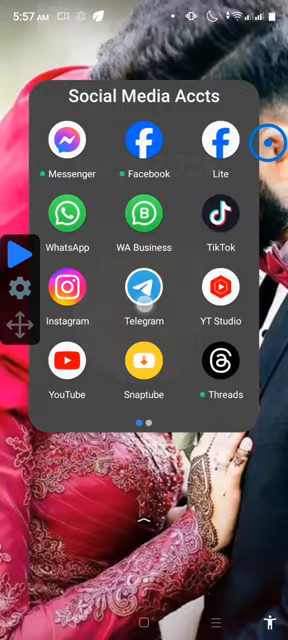 5:57 AM
Social Media Accts
Messenger
Facebook
Lite
WhatsApp
WA Business
TikTok
Instagram
Telegram
YT Studio
YouTube
Snaptube
Threads